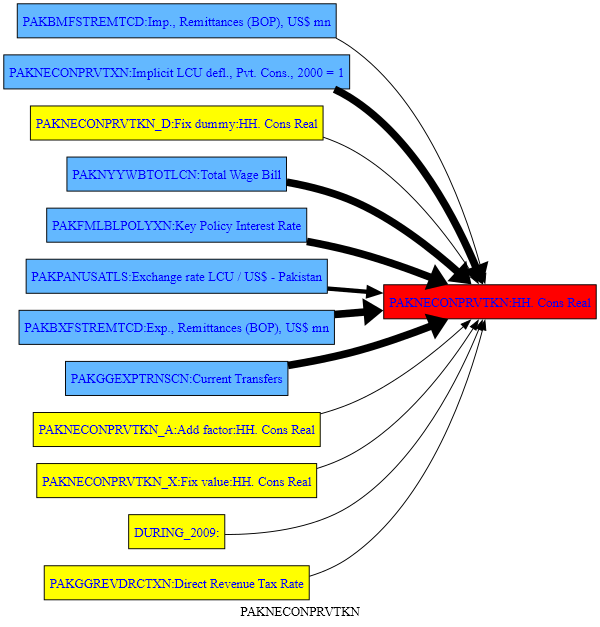 PAKBMFSTREMTCD:Imp., Remittances (BOP), US$ mn
PAKNECONPRVTXN:Implicit LCU defl., Pvt. Cons., 2000 = 1
PAKNECONPRVTKN_D:Fix dummy:HH. Cons Real
PAKNYYWBTOTLCN:Total Wage Bill
PAKFMLBLPOLYXN:Key Policy Interest Rate
PAKPANUSATLS:Exchange rate LCU / US$ - Pakistan
PAKNECONPRVTKN:HH. Cons Real
PAKBXFSTREMTCD:Exp., Remittances (BOP), US$ mn
PAKGGEXPTRNSCN:Current Transfers
PAKNECONPRVTKN_A:Add factor:HH. Cons Real
PAKNECONPRVTKN_X:Fix value:HH. Cons Real
DURING_2009:
PAKGGREVDRCTXN:Direct Revenue Tax Rate
PAKNECONPRVTKN